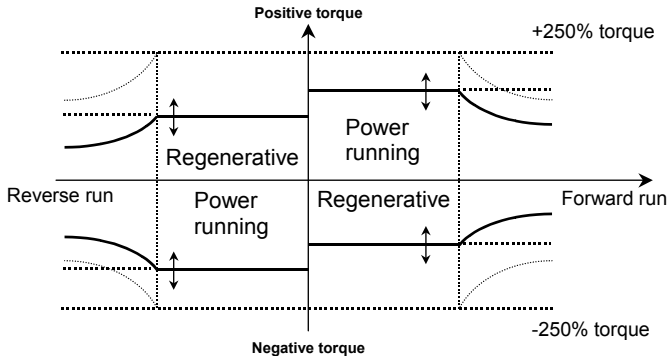 Positive torque
+250% torque
Power
running
Regenerative
Reverse run
Power
running
Regenerative
Forward run
-250% torque
Negative torque